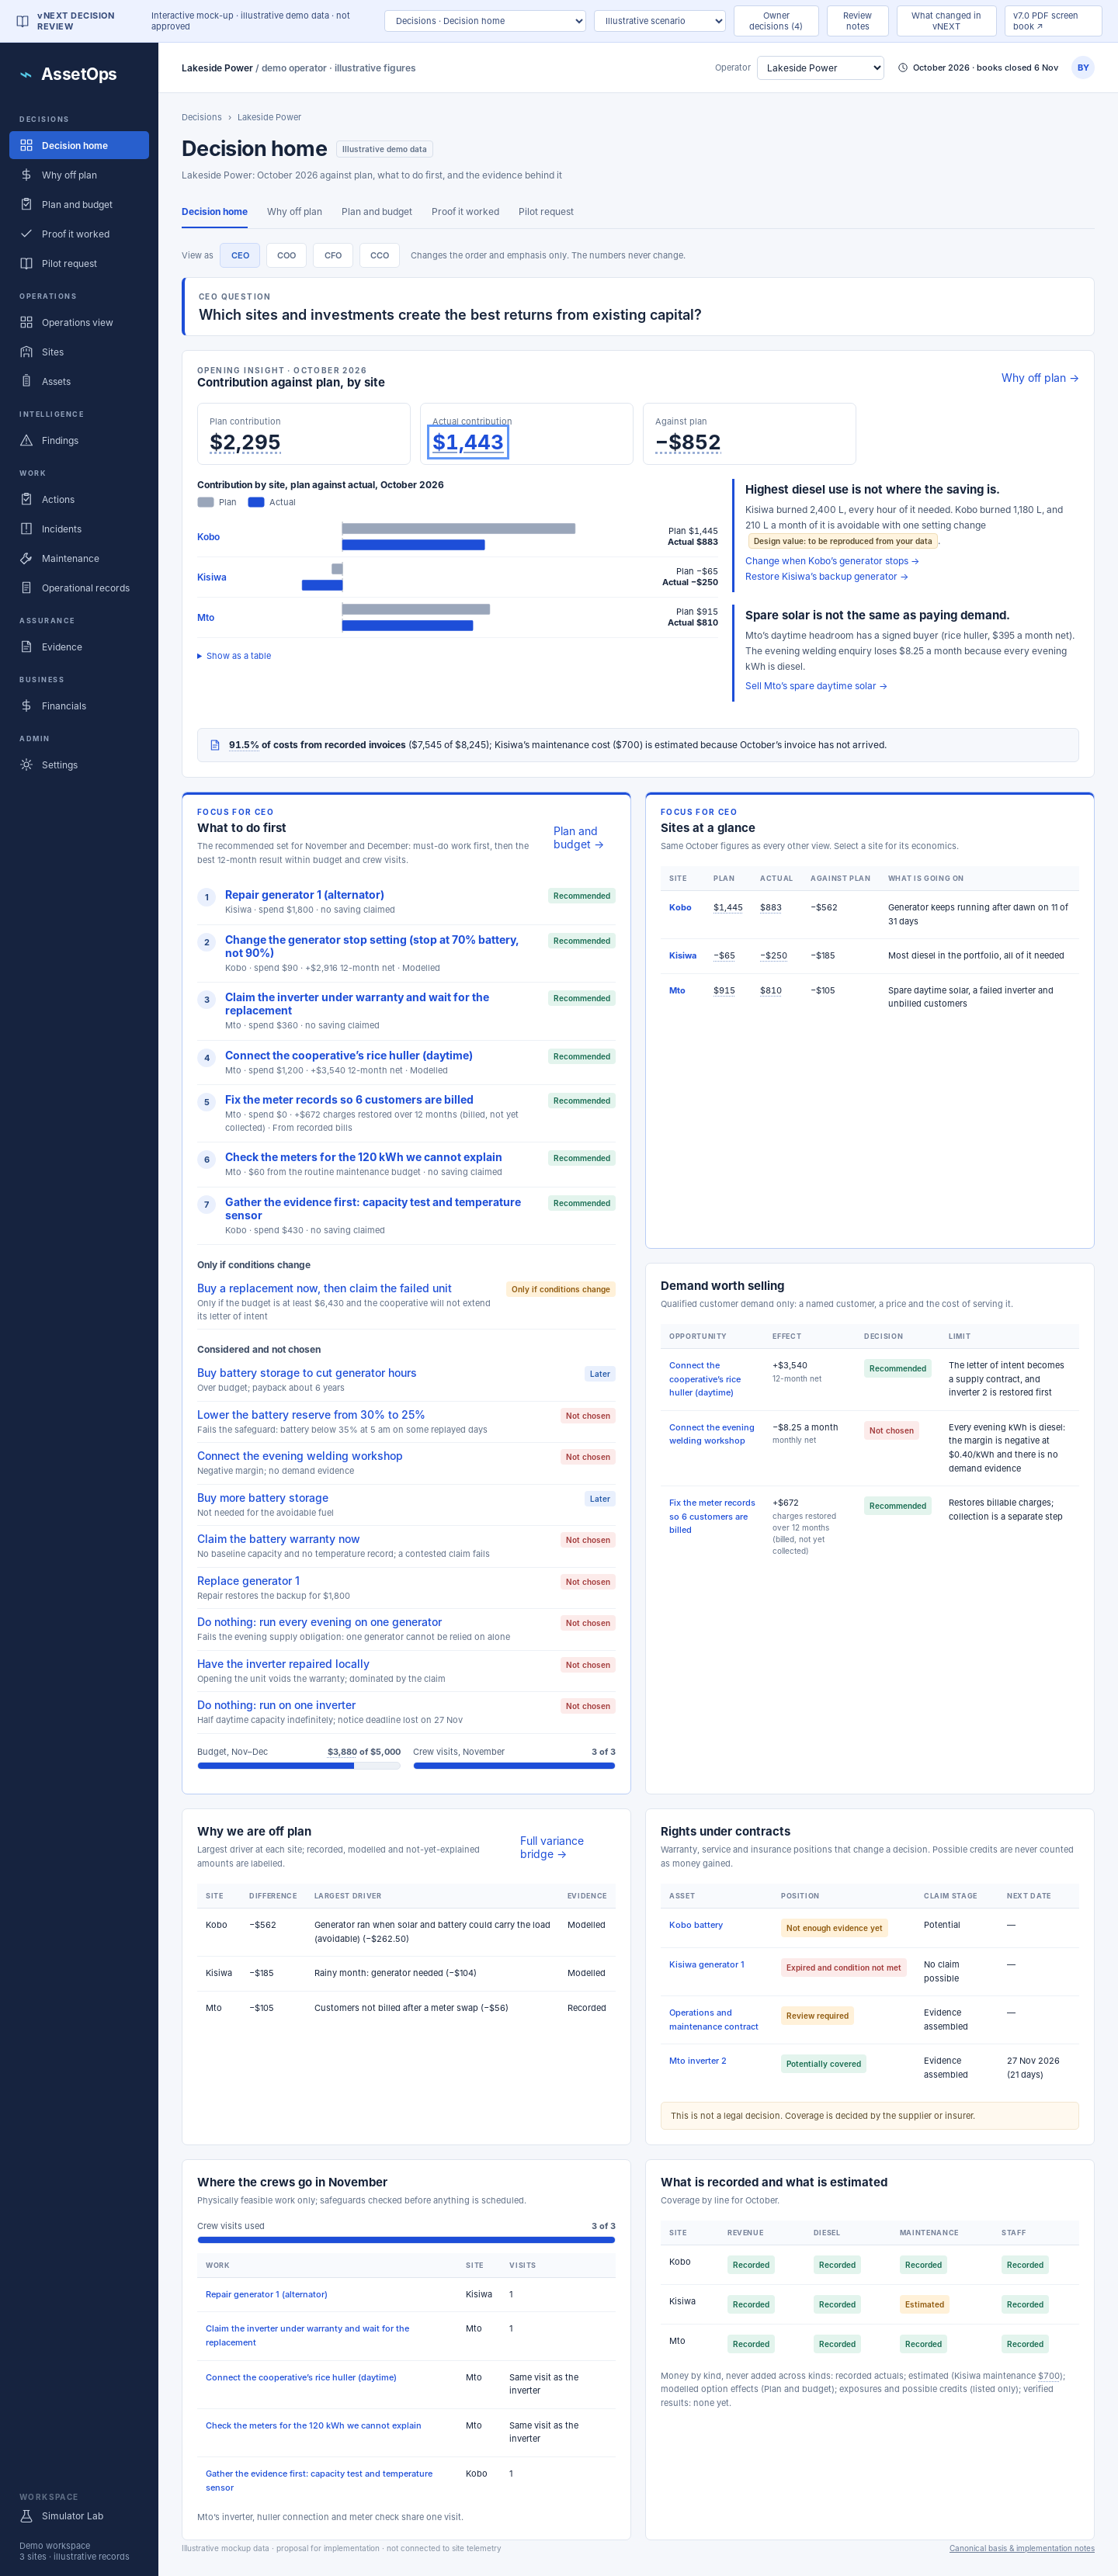 vNEXT DECISION
REVIEW
Interactive mock-up · illustrative demo data · not
approved
Decisions · Decision home
Illustrative scenario
Owner
decisions (4)
Review
notes
What changed in
vNEXT
v7.0 PDF screen
book ↗
AssetOps
Lakeside Power / demo operator · illustrative figures
Operator
Lakeside Power
October 2026 · books closed 6 Nov
BY
DECISIONS
Decision home
Why off plan
Plan and budget
Proof it worked
Pilot request
OPERATIONS
Operations view
Sites
Assets
INTELLIGENCE
Findings
WORK
Actions
Incidents
Maintenance
Operational records
ASSURANCE
Evidence
BUSINESS
Financials
ADMIN
Settings
WORKSPACE
Simulator Lab
Demo workspace
3 sites · illustrative records
Decisions › Lakeside Power
Decision home
Illustrative demo data
Lakeside Power: October 2026 against plan, what to do first, and the evidence behind it
Decision home Why off plan Plan and budget Proof it worked Pilot request
View as CEO COO CFO CCO Changes the order and emphasis only. The numbers never change.
CEO QUESTION
Which sites and investments create the best returns from existing capital?
OPENING INSIGHT · OCTOBER 2026
Contribution against plan, by site
Why off plan →
Plan contribution
$2,295
Actual contribution
$1,443
Against plan
−$852
Contribution by site, plan against actual, October 2026
Plan Actual
Kobo
Plan $1,445
Actual $883
Kisiwa
Plan −$65
Actual −$250
Mto
Plan $915
Actual $810
▶ Show as a table
Highest diesel use is not where the saving is.
Kisiwa burned 2,400 L, every hour of it needed. Kobo burned 1,180 L, and
210 L a month of it is avoidable with one setting change
Design value: to be reproduced from your data .
Change when Kobo’s generator stops →
Restore Kisiwa’s backup generator →
Spare solar is not the same as paying demand.
Mto’s daytime headroom has a signed buyer (rice huller, $395 a month net).
The evening welding enquiry loses $8.25 a month because every evening
kWh is diesel.
Sell Mto’s spare daytime solar →
91.5% of costs from recorded invoices ($7,545 of $8,245); Kisiwa’s maintenance cost ($700) is estimated because October’s invoice has not arrived.
FOCUS FOR CEO
What to do first
The recommended set for November and December: must-do work first, then the
best 12-month result within budget and crew visits.
Plan and
budget →
1
Repair generator 1 (alternator)
Recommended
Kisiwa · spend $1,800 · no saving claimed
2
Change the generator stop setting (stop at 70% battery,
not 90%)
Recommended
Kobo · spend $90 · +$2,916 12-month net · Modelled
3
Claim the inverter under warranty and wait for the
replacement
Recommended
Mto · spend $360 · no saving claimed
4
Connect the cooperative’s rice huller (daytime)
Recommended
Mto · spend $1,200 · +$3,540 12-month net · Modelled
5
Fix the meter records so 6 customers are billed
Recommended
Mto · spend $0 · +$672 charges restored over 12 months (billed, not yet
collected) · From recorded bills
6
Check the meters for the 120 kWh we cannot explain
Recommended
Mto · $60 from the routine maintenance budget · no saving claimed
7
Gather the evidence first: capacity test and temperature
sensor
Recommended
Kobo · spend $430 · no saving claimed
Only if conditions change
Buy a replacement now, then claim the failed unit
Only if conditions change
Only if the budget is at least $6,430 and the cooperative will not extend
its letter of intent
Considered and not chosen
Buy battery storage to cut generator hours
Later
Over budget; payback about 6 years
Lower the battery reserve from 30% to 25%
Not chosen
Fails the safeguard: battery below 35% at 5 am on some replayed days
Connect the evening welding workshop
Not chosen
Negative margin; no demand evidence
Buy more battery storage
Later
Not needed for the avoidable fuel
Claim the battery warranty now
Not chosen
No baseline capacity and no temperature record; a contested claim fails
Replace generator 1
Not chosen
Repair restores the backup for $1,800
Do nothing: run every evening on one generator
Not chosen
Fails the evening supply obligation: one generator cannot be relied on alone
Have the inverter repaired locally
Not chosen
Opening the unit voids the warranty; dominated by the claim
Do nothing: run on one inverter
Not chosen
Half daytime capacity indefinitely; notice deadline lost on 27 Nov
Budget, Nov–Dec $3,880 of $5,000
Crew visits, November 3 of 3
FOCUS FOR CEO
Sites at a glance
Same October figures as every other view. Select a site for its economics.
SITE PLAN ACTUAL AGAINST PLAN WHAT IS GOING ON
Kobo $1,445 $883 −$562 Generator keeps running after dawn on 11 of
31 days
Kisiwa −$65 −$250 −$185 Most diesel in the portfolio, all of it needed
Mto $915 $810 −$105 Spare daytime solar, a failed inverter and
unbilled customers
Demand worth selling
Qualified customer demand only: a named customer, a price and the cost of serving it.
OPPORTUNITY EFFECT DECISION LIMIT
Connect the
cooperative’s rice
huller (daytime)
+$3,540
12-month net
Recommended
The letter of intent becomes
a supply contract, and
inverter 2 is restored first
Connect the evening
welding workshop
−$8.25 a month
monthly net
Not chosen
Every evening kWh is diesel:
the margin is negative at
$0.40/kWh and there is no
demand evidence
Fix the meter records
so 6 customers are
billed
+$672
charges restored
over 12 months
(billed, not yet
collected)
Recommended
Restores billable charges;
collection is a separate step
Why we are off plan
Largest driver at each site; recorded, modelled and not-yet-explained
amounts are labelled.
Full variance
bridge →
SITE DIFFERENCE LARGEST DRIVER EVIDENCE
Kobo −$562 Generator ran when solar and battery could carry the load
(avoidable) (−$262.50)
Modelled
Kisiwa −$185 Rainy month: generator needed (−$104) Modelled
Mto −$105 Customers not billed after a meter swap (−$56) Recorded
Rights under contracts
Warranty, service and insurance positions that change a decision. Possible credits are never counted
as money gained.
ASSET POSITION CLAIM STAGE NEXT DATE
Kobo battery Not enough evidence yet Potential —
Kisiwa generator 1 Expired and condition not met No claim
possible
—
Operations and
maintenance contract
Review required
Evidence
assembled
—
Mto inverter 2 Potentially covered
Evidence
assembled
27 Nov 2026
(21 days)
This is not a legal decision. Coverage is decided by the supplier or insurer.
Where the crews go in November
Physically feasible work only; safeguards checked before anything is scheduled.
Crew visits used 3 of 3
WORK SITE VISITS
Repair generator 1 (alternator) Kisiwa 1
Claim the inverter under warranty and wait for the
replacement
Mto 1
Connect the cooperative’s rice huller (daytime) Mto Same visit as the
inverter
Check the meters for the 120 kWh we cannot explain Mto Same visit as the
inverter
Gather the evidence first: capacity test and temperature
sensor
Kobo 1
Mto’s inverter, huller connection and meter check share one visit.
What is recorded and what is estimated
Coverage by line for October.
SITE REVENUE DIESEL MAINTENANCE STAFF
Kobo Recorded Recorded Recorded Recorded
Kisiwa Recorded Recorded Estimated Recorded
Mto Recorded Recorded Recorded Recorded
Money by kind, never added across kinds: recorded actuals; estimated (Kisiwa maintenance $700);
modelled option effects (Plan and budget); exposures and possible credits (listed only); verified
results: none yet.
Illustrative mockup data · proposal for implementation · not connected to site telemetry
Canonical basis & implementation notes